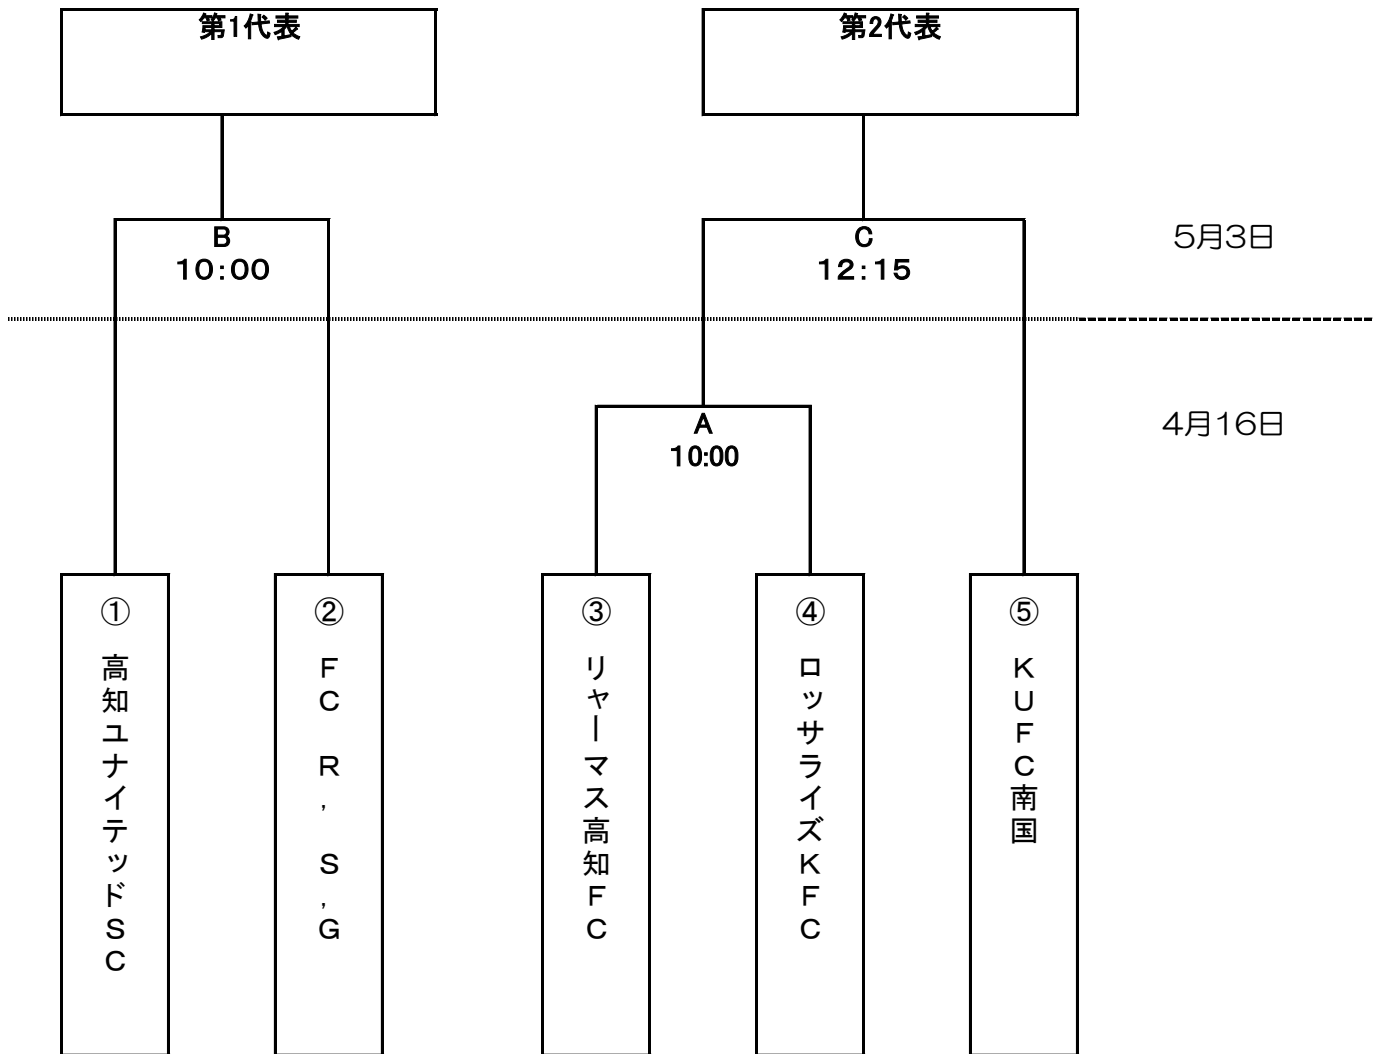 第1代表
第2代表
B
10:00
C
12:15
5月3日
A
10:00
4月16日
①
高知ユナイテッドSC
②
FC R, S,G
③
リャーマス高知FC
④
ロッサライズKFC
⑤
KUFC南国